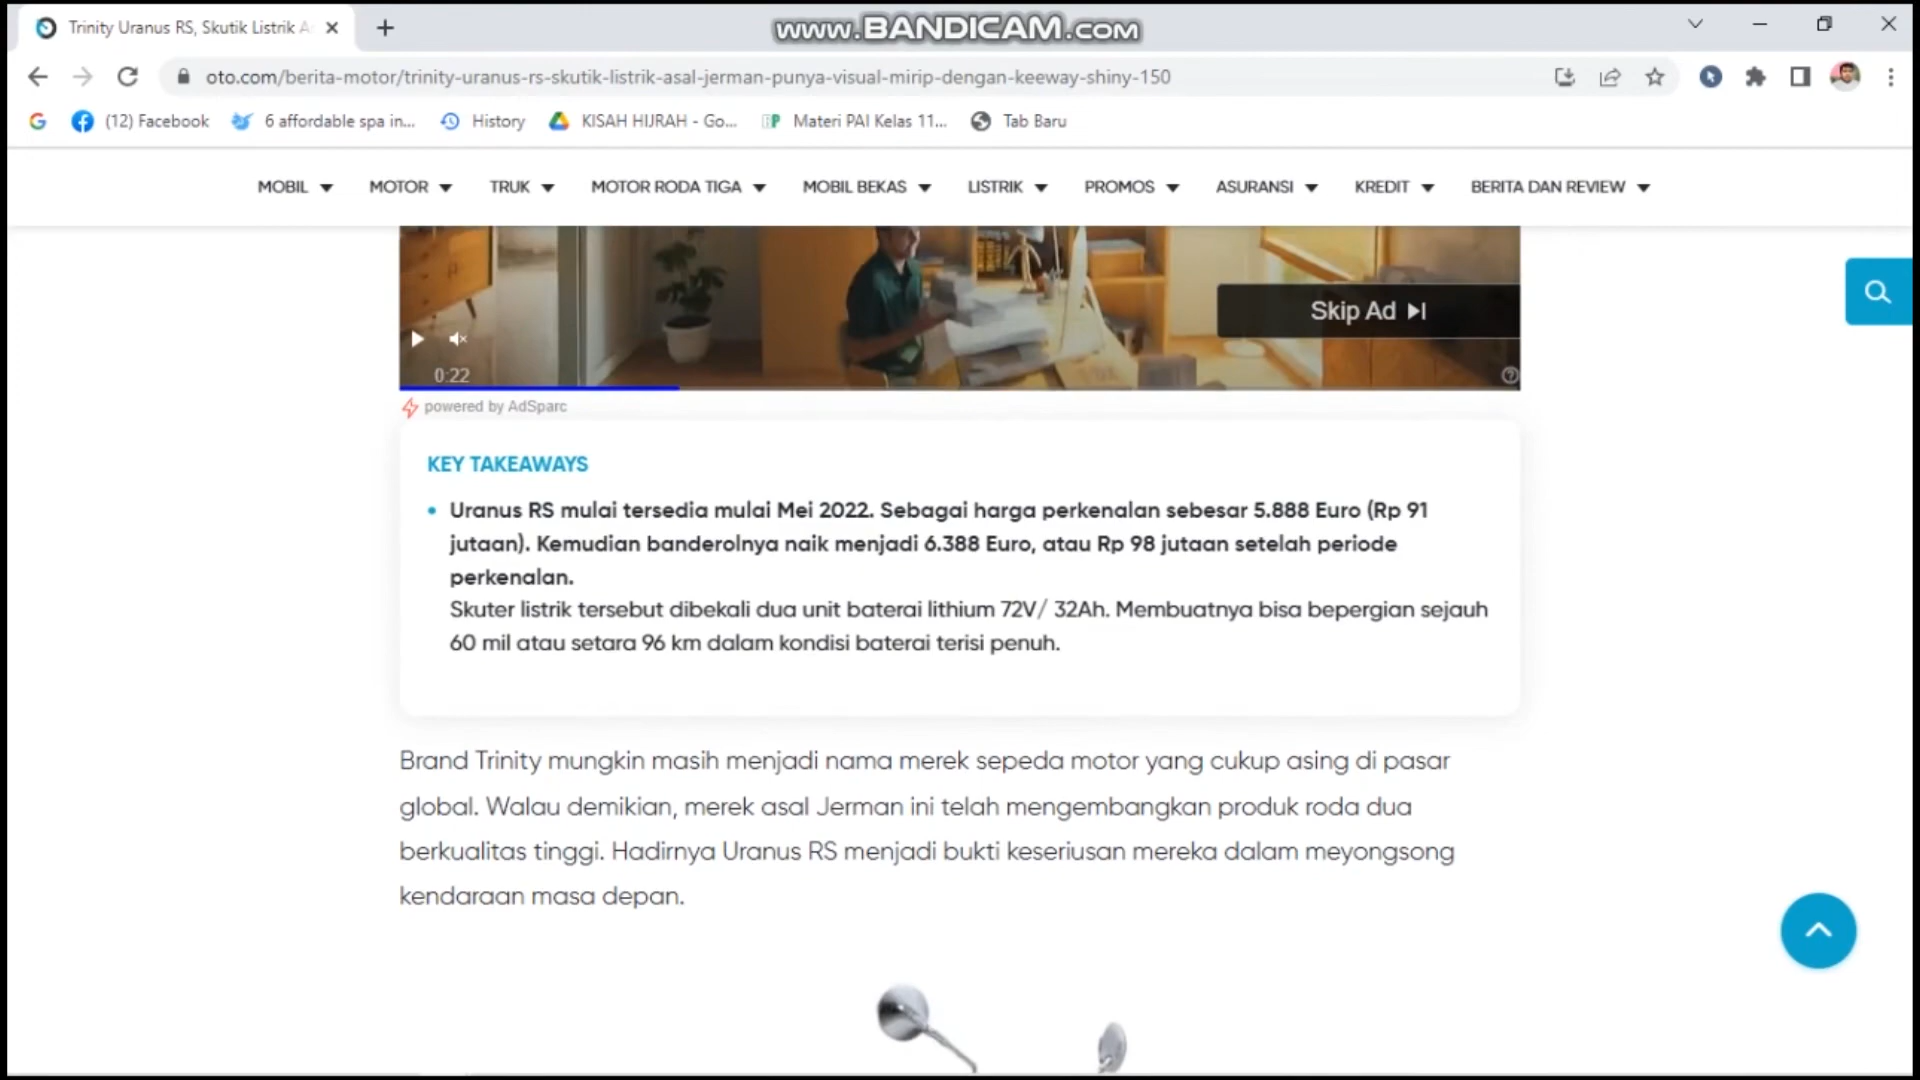 Trinity Uranus RS, Skutik Listrik A
www.BANDICAM.com
oto.com/berita-motor/trinity-uranus-rs-skutik-listrik-asal-jerman-punya-visual-mirip-dengan-keeway-shiny-150
(12) Facebook 6 affordable spa in... History KISAH HIJRAH - Go... Materi PAI Kelas 11... Tab Baru
MOBIL MOTOR TRUK MOTOR RODA TIGA MOBIL BEKAS LISTRIK PROMOS ASURANSI KREDIT BERITA DAN REVIEW
Skip Ad
0:22
powered by AdSparc
KEY TAKEAWAYS
Uranus RS mulai tersedia mulai Mei 2022. Sebagai harga perkenalan sebesar 5.888 Euro (Rp 91
jutaan). Kemudian banderolnya naik menjadi 6.388 Euro, atau Rp 98 jutaan setelah periode
perkenalan.
Skuter listrik tersebut dibekali dua unit baterai lithium 72V/ 32Ah. Membuatnya bisa bepergian sejauh
60 mil atau setara 96 km dalam kondisi baterai terisi penuh.
Brand Trinity mungkin masih menjadi nama merek sepeda motor yang cukup asing di pasar
global. Walau demikian, merek asal Jerman ini telah mengembangkan produk roda dua
berkualitas tinggi. Hadirnya Uranus RS menjadi bukti keseriusan mereka dalam meyongsong
kendaraan masa depan.